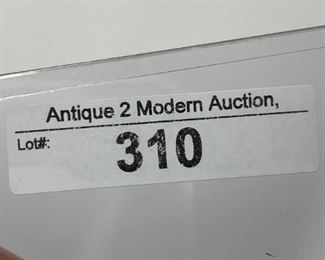 Antique 2 Modern Auction,
Lot#: 310